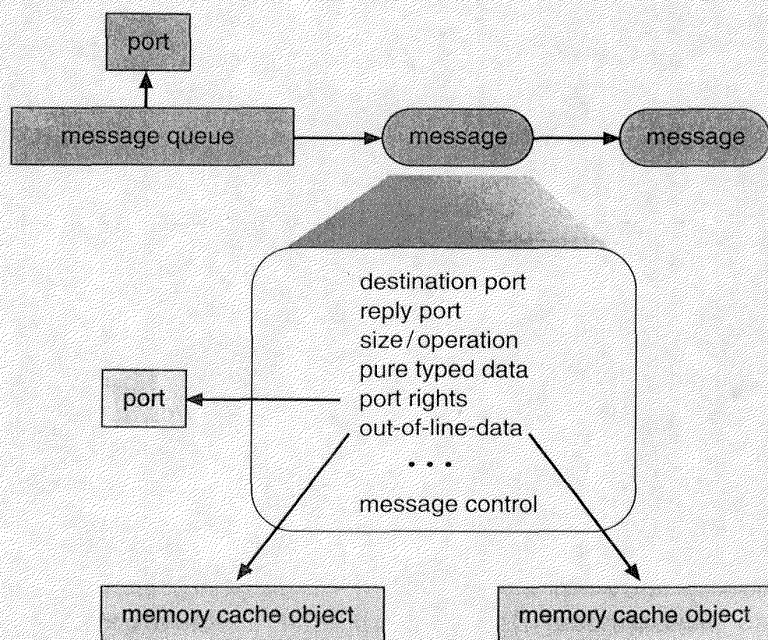 port
message queue
message
message
destination port
reply port
size/operation
pure typed data
port rights
port
out-of-line-data
• • •
message control
memory cache object
memory cache object